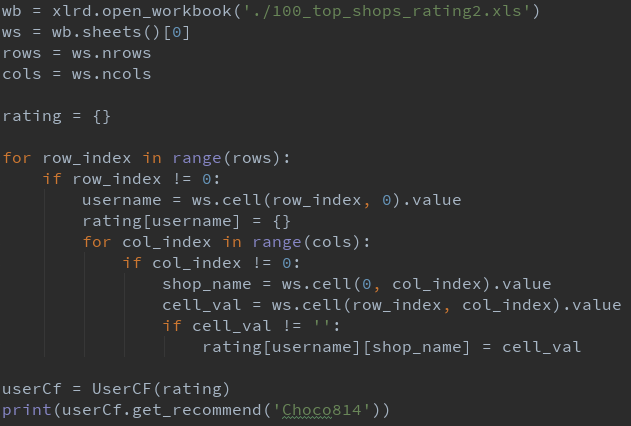 wb = xlrd.open_workbook('./100_top_shops_rating2.xls')
ws = wb.sheets()[0]
rows = ws.nrows
cols = ws.ncols
rating = {}
for row_index in range(rows):
    if row_index != 0:
        username = ws.cell(row_index, 0).value
        rating[username] = {}
        for col_index in range(cols):
            if col_index != 0:
                shop_name = ws.cell(0, col_index).value
                cell_val = ws.cell(row_index, col_index).value
                if cell_val != '':
                    rating[username][shop_name] = cell_val
userCf = UserCF(rating)
print(userCf.get_recommend('Choco814'))